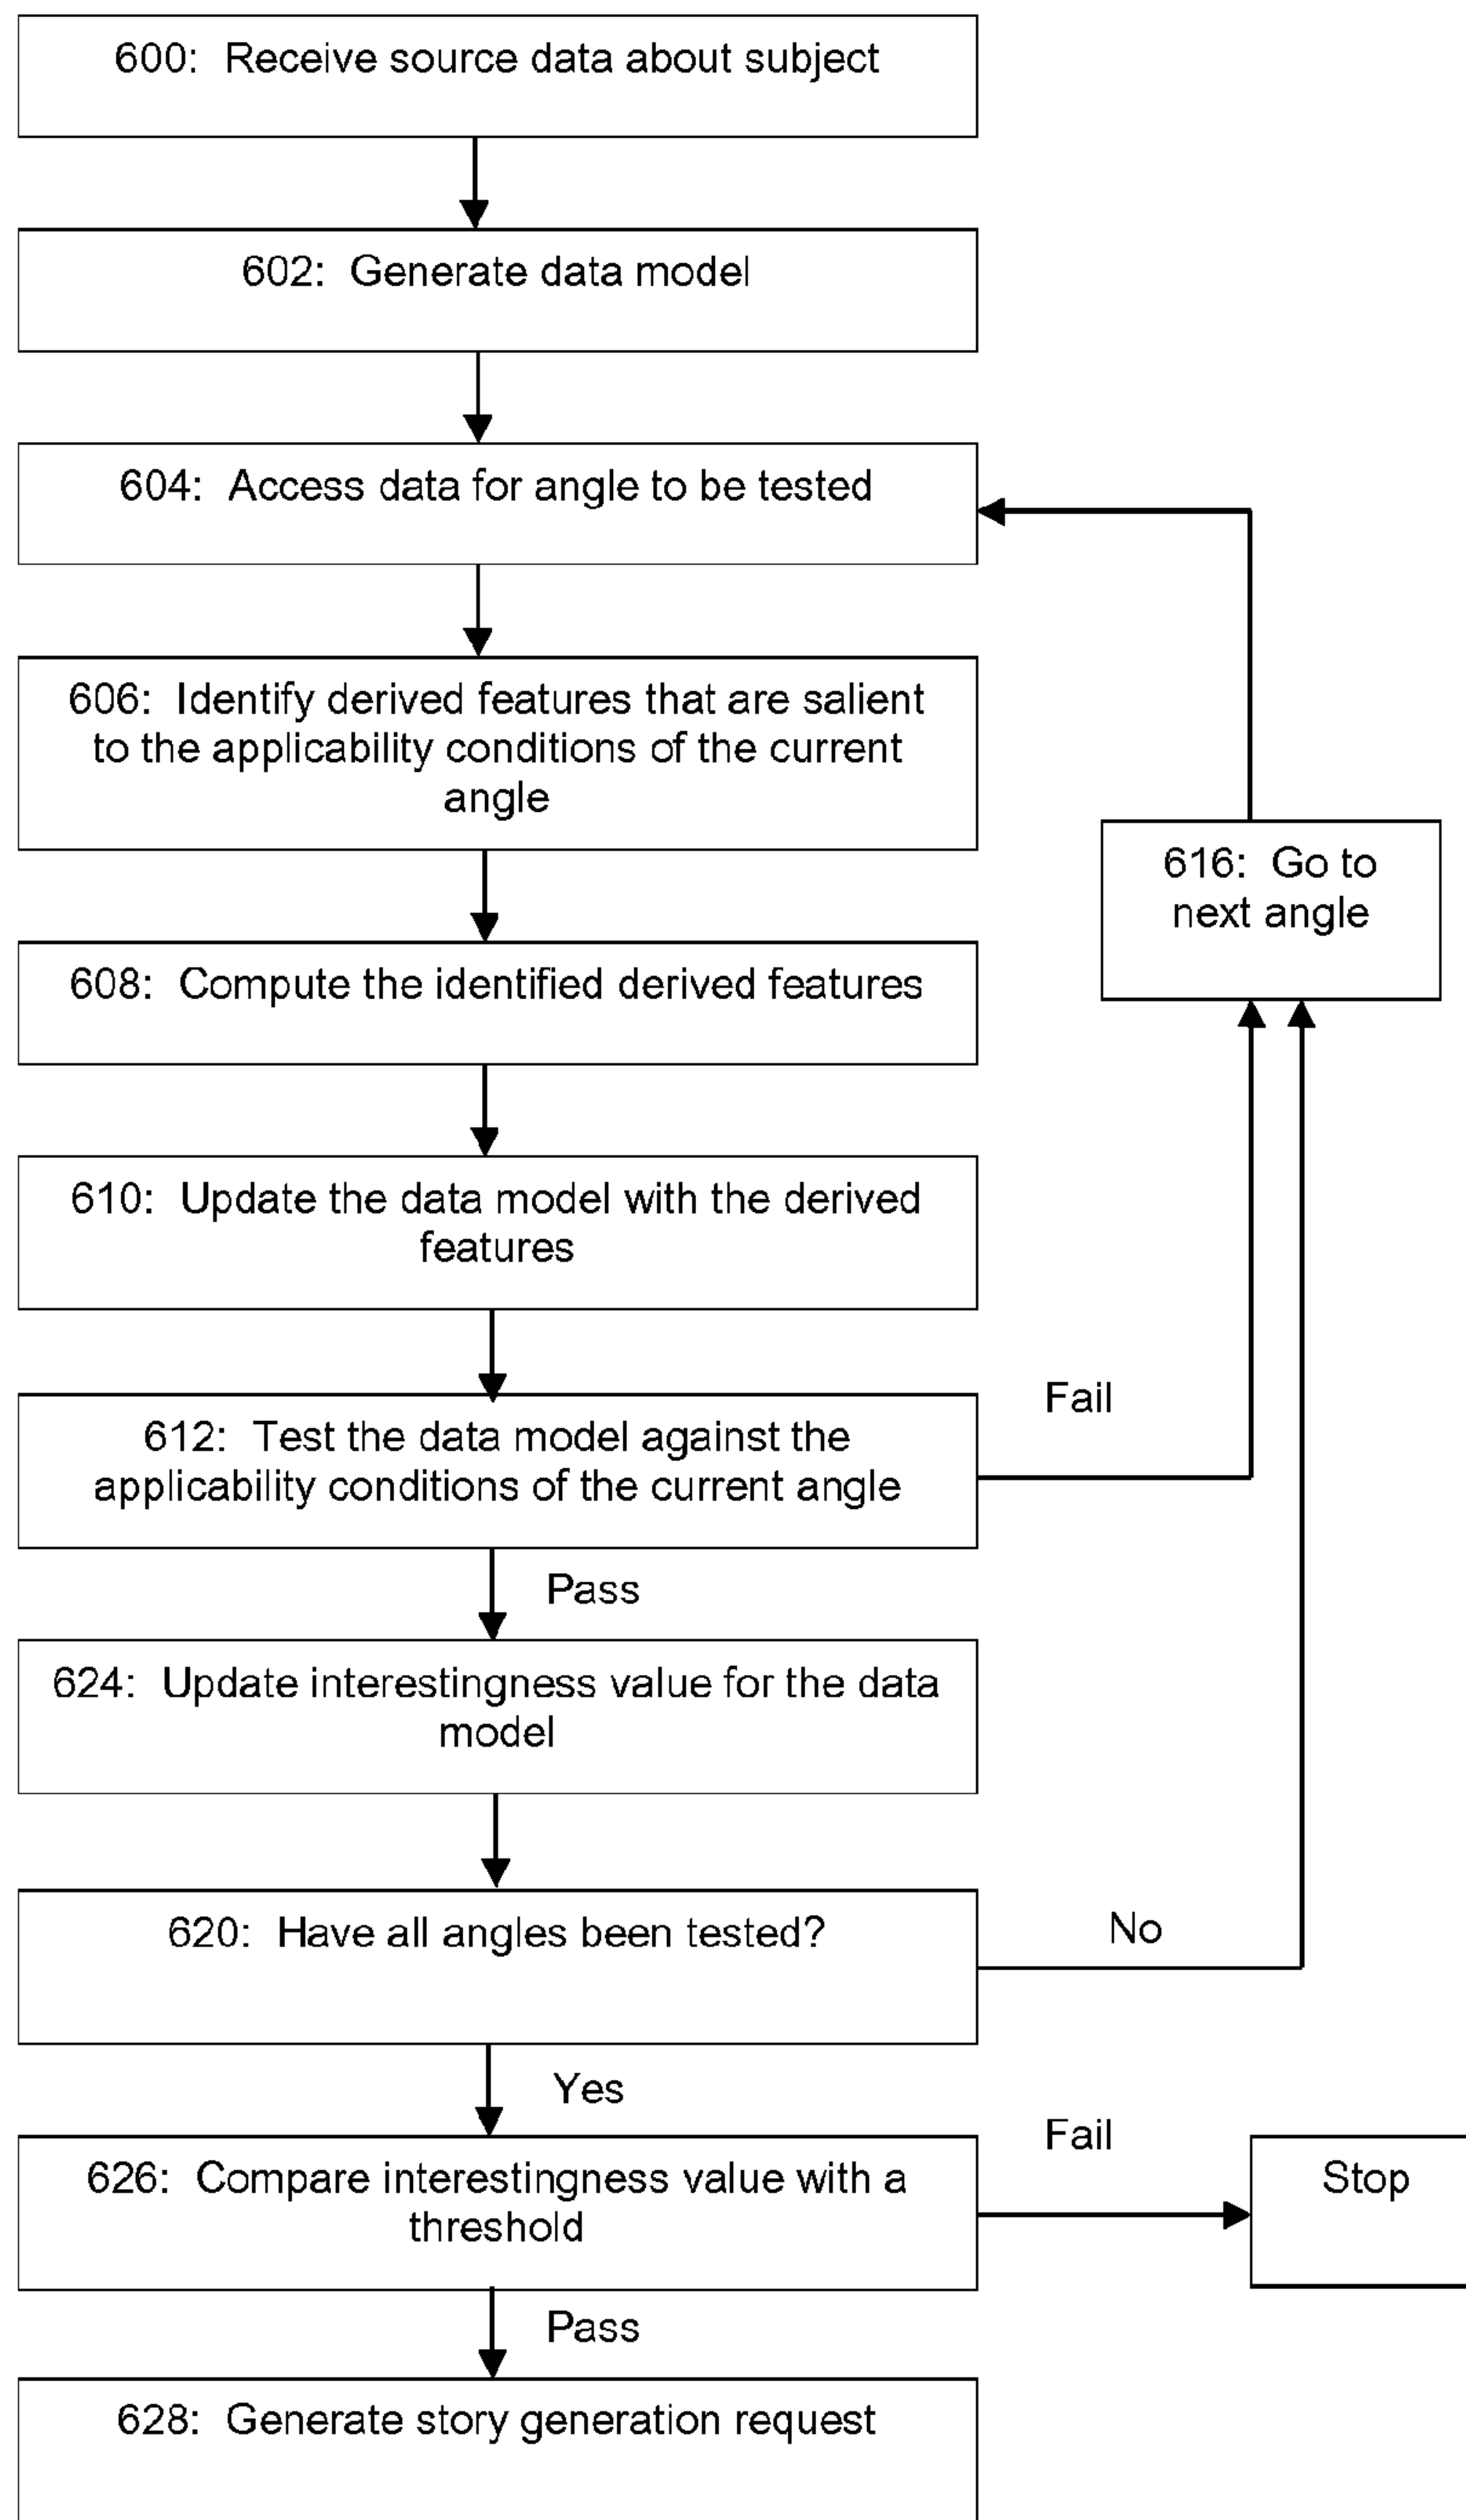 600: Receive source data about subject
602: Generate data model
604: Access data for angle to be tested
606: Identify derived features that are salient
to the applicability conditions of the current
angle
616: Go to
next angle
608: Compute the identified derived features
610: Update the data model with the derived
features
Fail
612: Test the data model against the
applicability conditions of the current angle
Pass
624: Update interestingness value for the data
model
620: Have all angles been tested?
No
Yes
Fail
626: Compare interestingness value with a
threshold
Stop
Pass
628: Generate story generation request